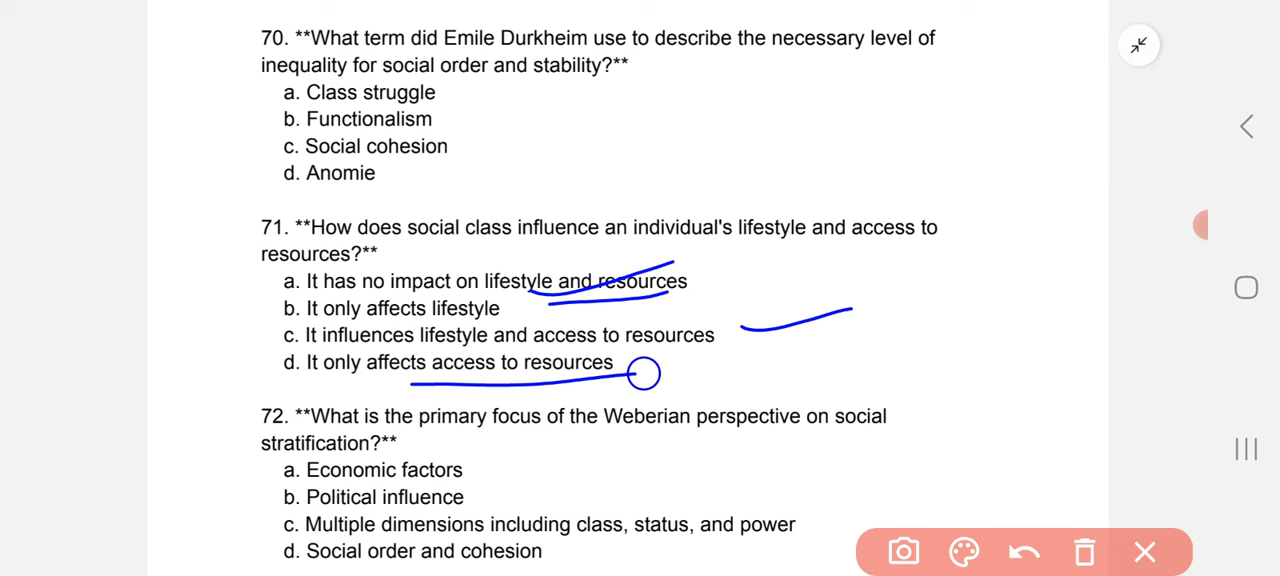 70. **What term did Emile Durkheim use to describe the necessary level of
inequality for social order and stability?**
a. Class struggle
b. Functionalism
c. Social cohesion
d. Anomie
71. **How does social class influence an individual's lifestyle and access to
resources?**
a. It has no impact on lifestyle and resources
b. It only affects lifestyle
c. It influences lifestyle and access to resources
d. It only affects access to resources
72. **What is the primary focus of the Weberian perspective on social
stratification?**
a. Economic factors
b. Political influence
c. Multiple dimensions including class, status, and power
d. Social order and cohesion